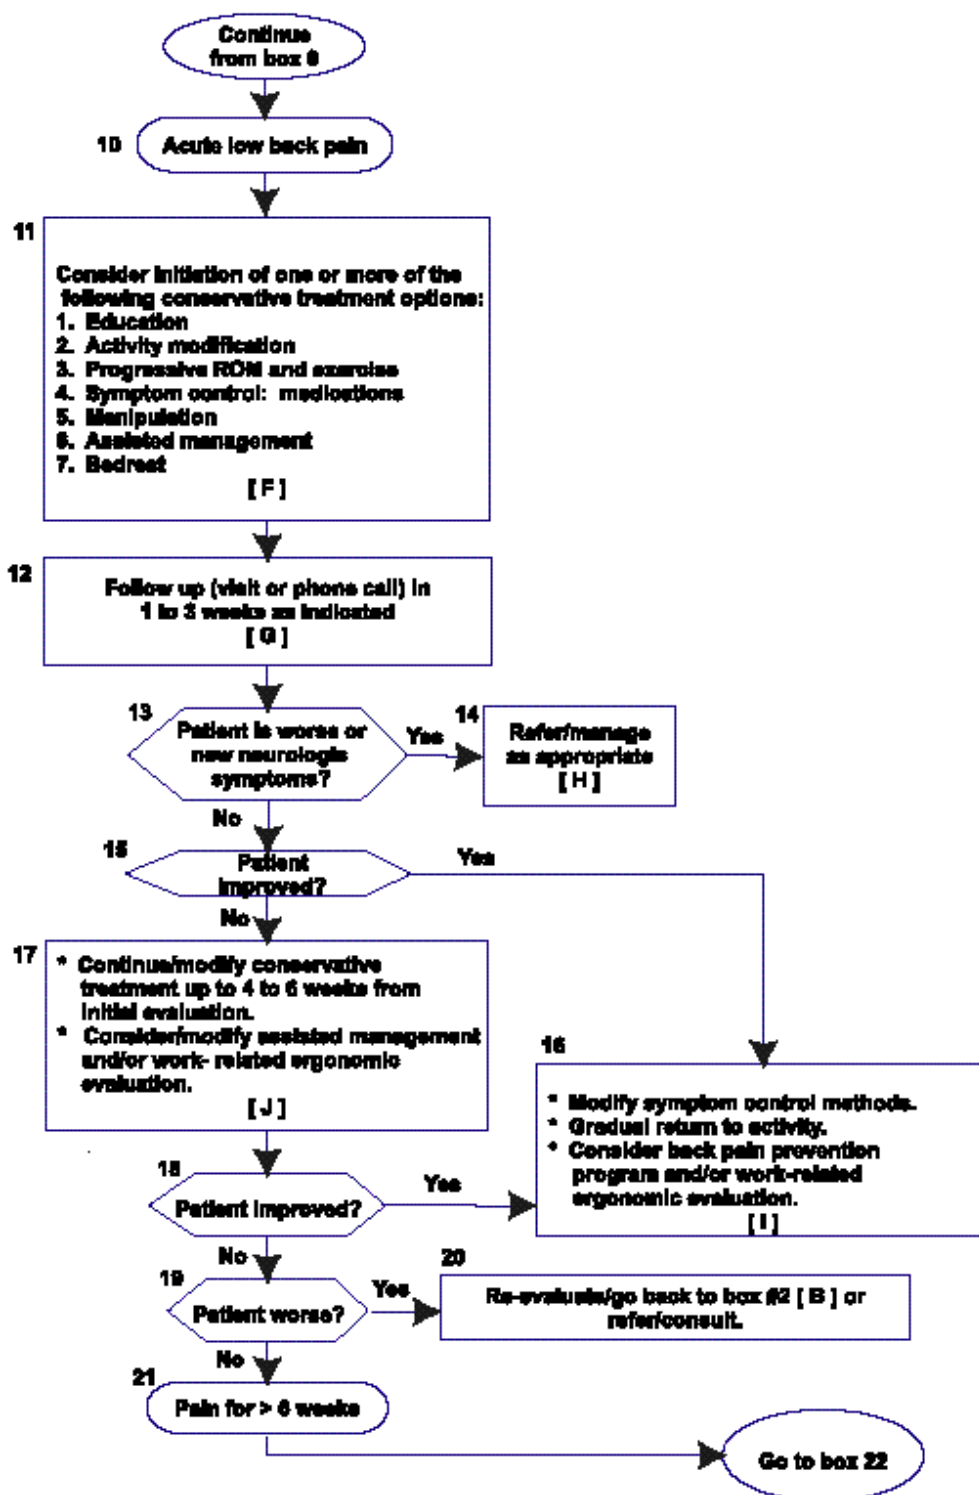 Continue
from box 6
10
Acute low back pain
11
Consider initiation of one or more of the
following conservative treatment options:
1. Education
2. Activity modification
3. Progressive ROM and exercise
4. Symptom control: medications
5. Manipulation
6. Assisted management
7. Bedrest
[ F ]
12
Follow up (visit or phone call) in
1 to 3 weeks as indicated
[ G ]
13
Patient is worse or
new neurologic
symptoms?
Yes
14
Refer/manage
as appropriate
[ H ]
No
15
Patient
improved?
Yes
No
17
* Continue/modify conservative
treatment up to 4 to 6 weeks from
initial evaluation.
* Consider/modify assisted management
and/or work- related ergonomic
evaluation.
[ J ]
16
* Modify symptom control methods.
* Gradual return to activity.
* Consider back pain prevention
program and/or work-related
ergonomic evaluation.
[ I ]
18
Patient improved?
Yes
No
19
Patient worse?
Yes
20
Re-evaluate/go back to box #2 [ B ] or
refer/consult.
No
21
Pain for > 6 weeks
Go to box 22